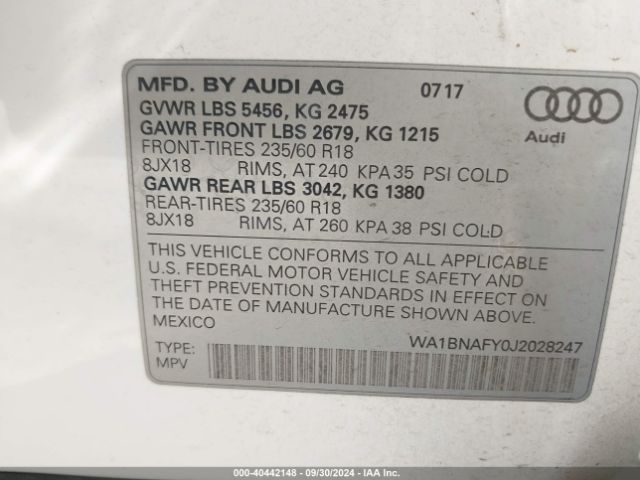 MFD. BY AUDI AG 0717
GVWR LBS 5456, KG 2475
GAWR FRONT LBS 2679, KG 1215
Audi
FRONT-TIRES 235/60 R18
8JX18 RIMS, AT 240 KPA 35 PSI COLD
GAWR REAR LBS 3042, KG 1380
REAR-TIRES 235/60 R18
8JX18 RIMS, AT 260 KPA 38 PSI COLD
THIS VEHICLE CONFORMS TO ALL APPLICABLE
U.S. FEDERAL MOTOR VEHICLE SAFETY AND
THEFT PREVENTION STANDARDS IN EFFECT ON
THE DATE OF MANUFACTURE SHOWN ABOVE.
MEXICO
WA1BNAFY0J2028247
TYPE:
MPV
000-40442148 - 09/30/2024 - IAA Inc.